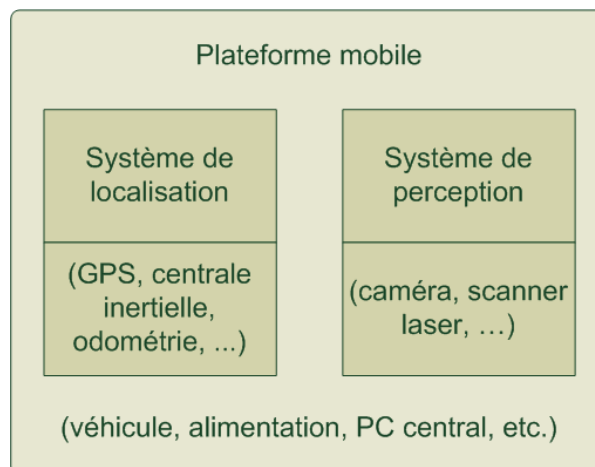 Plateforme mobile
Système de
localisation
(GPS, centrale
inertielle,
odométrie, ...)
Système de
perception
(caméra, scanner
laser, …)
(véhicule, alimentation, PC central, etc.)